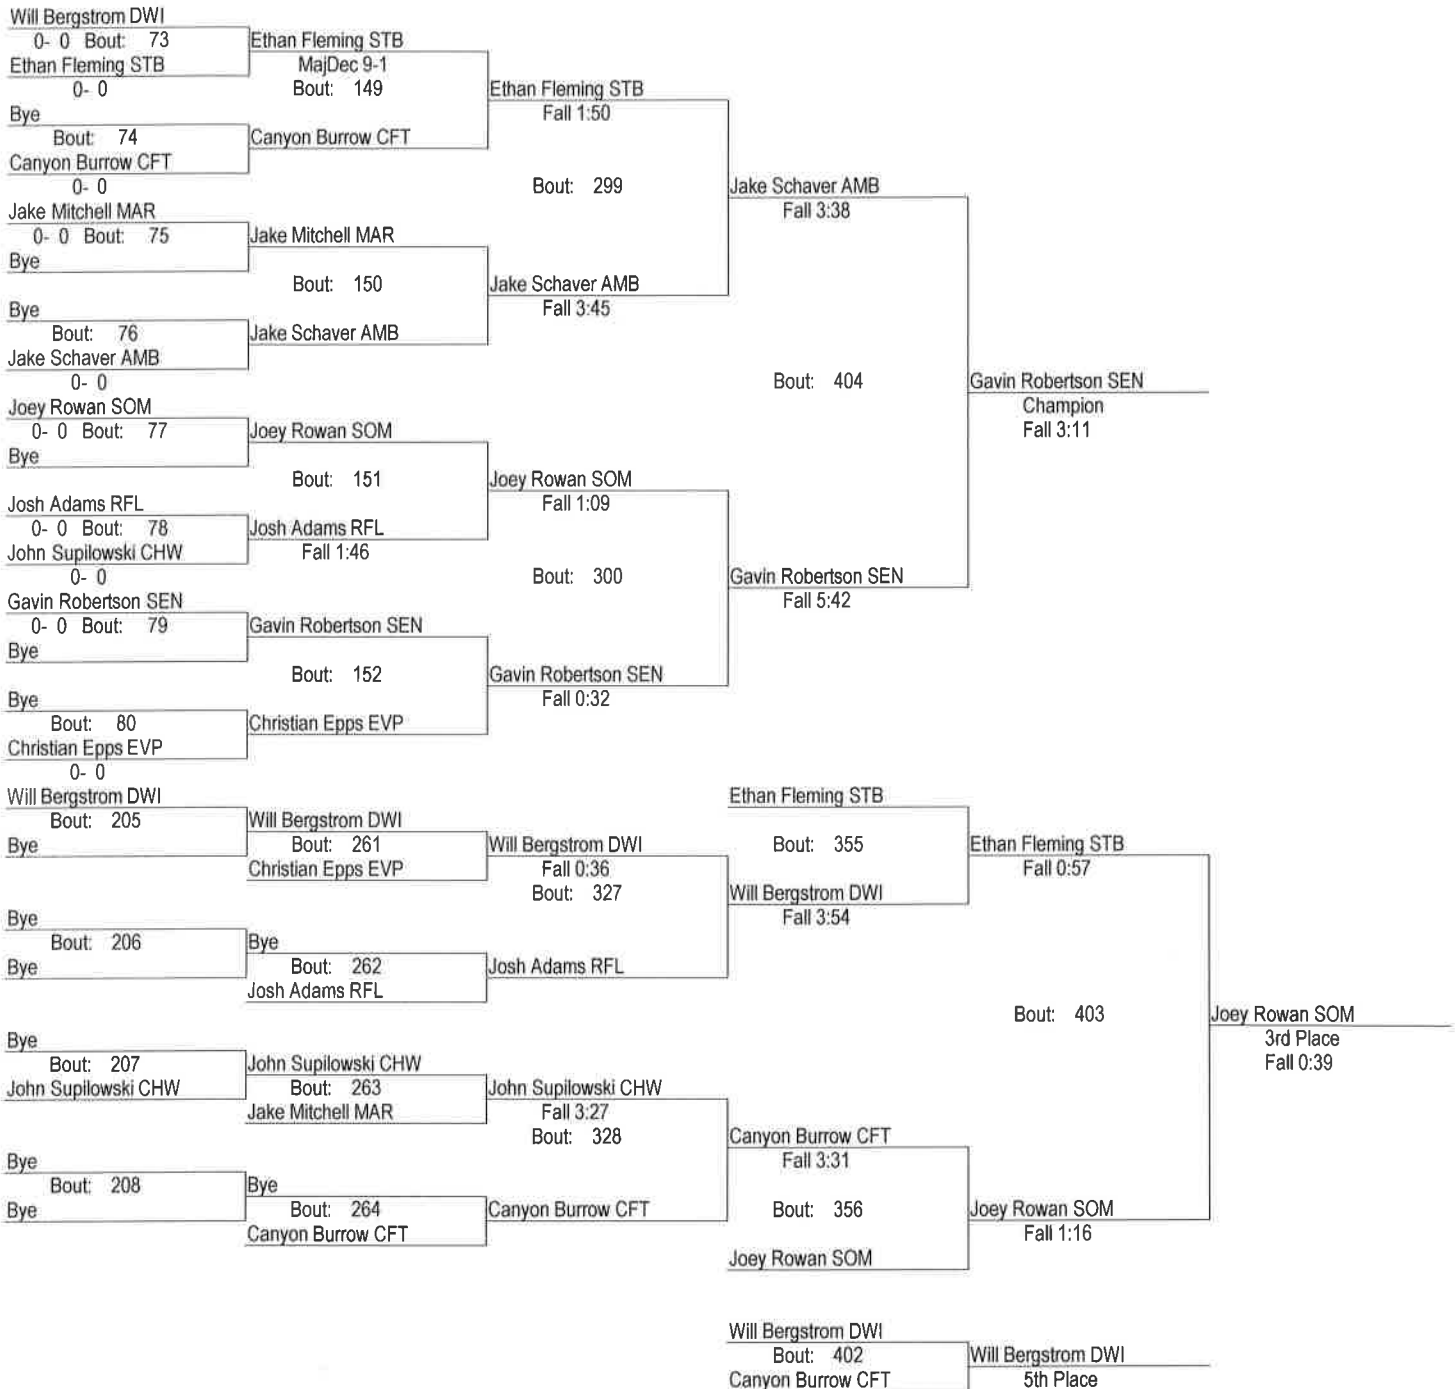 Will Bergstrom DWI
0- 0 Bout: 73
Ethan Fleming STB
0- 0
Bye
Bout: 74
Canyon Burrow CFT
0- 0
Jake Mitchell MAR
0- 0 Bout: 75
Bye
Bye
Bout: 76
Jake Schaver AMB
0- 0
Joey Rowan SOM
0- 0 Bout: 77
Bye
Josh Adams RFL
0- 0 Bout: 78
John Supilowski CHW
0- 0
Gavin Robertson SEN
0- 0 Bout: 79
Bye
Bye
Bout: 80
Christian Epps EVP
0- 0
Ethan Fleming STB
MajDec 9-1
Bout: 149
Canyon Burrow CFT
Jake Mitchell MAR
Bout: 150
Jake Schaver AMB
Joey Rowan SOM
Bout: 151
Josh Adams RFL
Fall 1:46
Gavin Robertson SEN
Bout: 152
Christian Epps EVP
Ethan Fleming STB
Fall 1:50
Bout: 299
Jake Schaver AMB
Fall 3:45
Joey Rowan SOM
Fall 1:09
Bout: 300
Gavin Robertson SEN
Fall 0:32
Jake Schaver AMB
Fall 3:38
Bout: 404
Gavin Robertson SEN
Fall 5:42
Gavin Robertson SEN
Champion
Fall 3:11
Will Bergstrom DWI
Bout: 205
Bye
Bye
Bout: 206
Bye
Bye
Bout: 207
John Supilowski CHW
Bye
Bout: 208
Bye
Will Bergstrom DWI
Bout: 261
Christian Epps EVP
Bye
Bout: 262
Josh Adams RFL
John Supilowski CHW
Bout: 263
Jake Mitchell MAR
Bye
Bout: 264
Canyon Burrow CFT
Will Bergstrom DWI
Fall 0:36
Bout: 327
Josh Adams RFL
John Supilowski CHW
Fall 3:27
Bout: 328
Canyon Burrow CFT
Ethan Fleming STB
Bout: 355
Will Bergstrom DWI
Fall 3:54
Canyon Burrow CFT
Fall 3:31
Bout: 356
Joey Rowan SOM
Ethan Fleming STB
Fall 0:57
Bout: 403
Joey Rowan SOM
Fall 1:16
Joey Rowan SOM
3rd Place
Fall 0:39
Will Bergstrom DWI
Bout: 402
Canyon Burrow CFT
Will Bergstrom DWI
5th Place